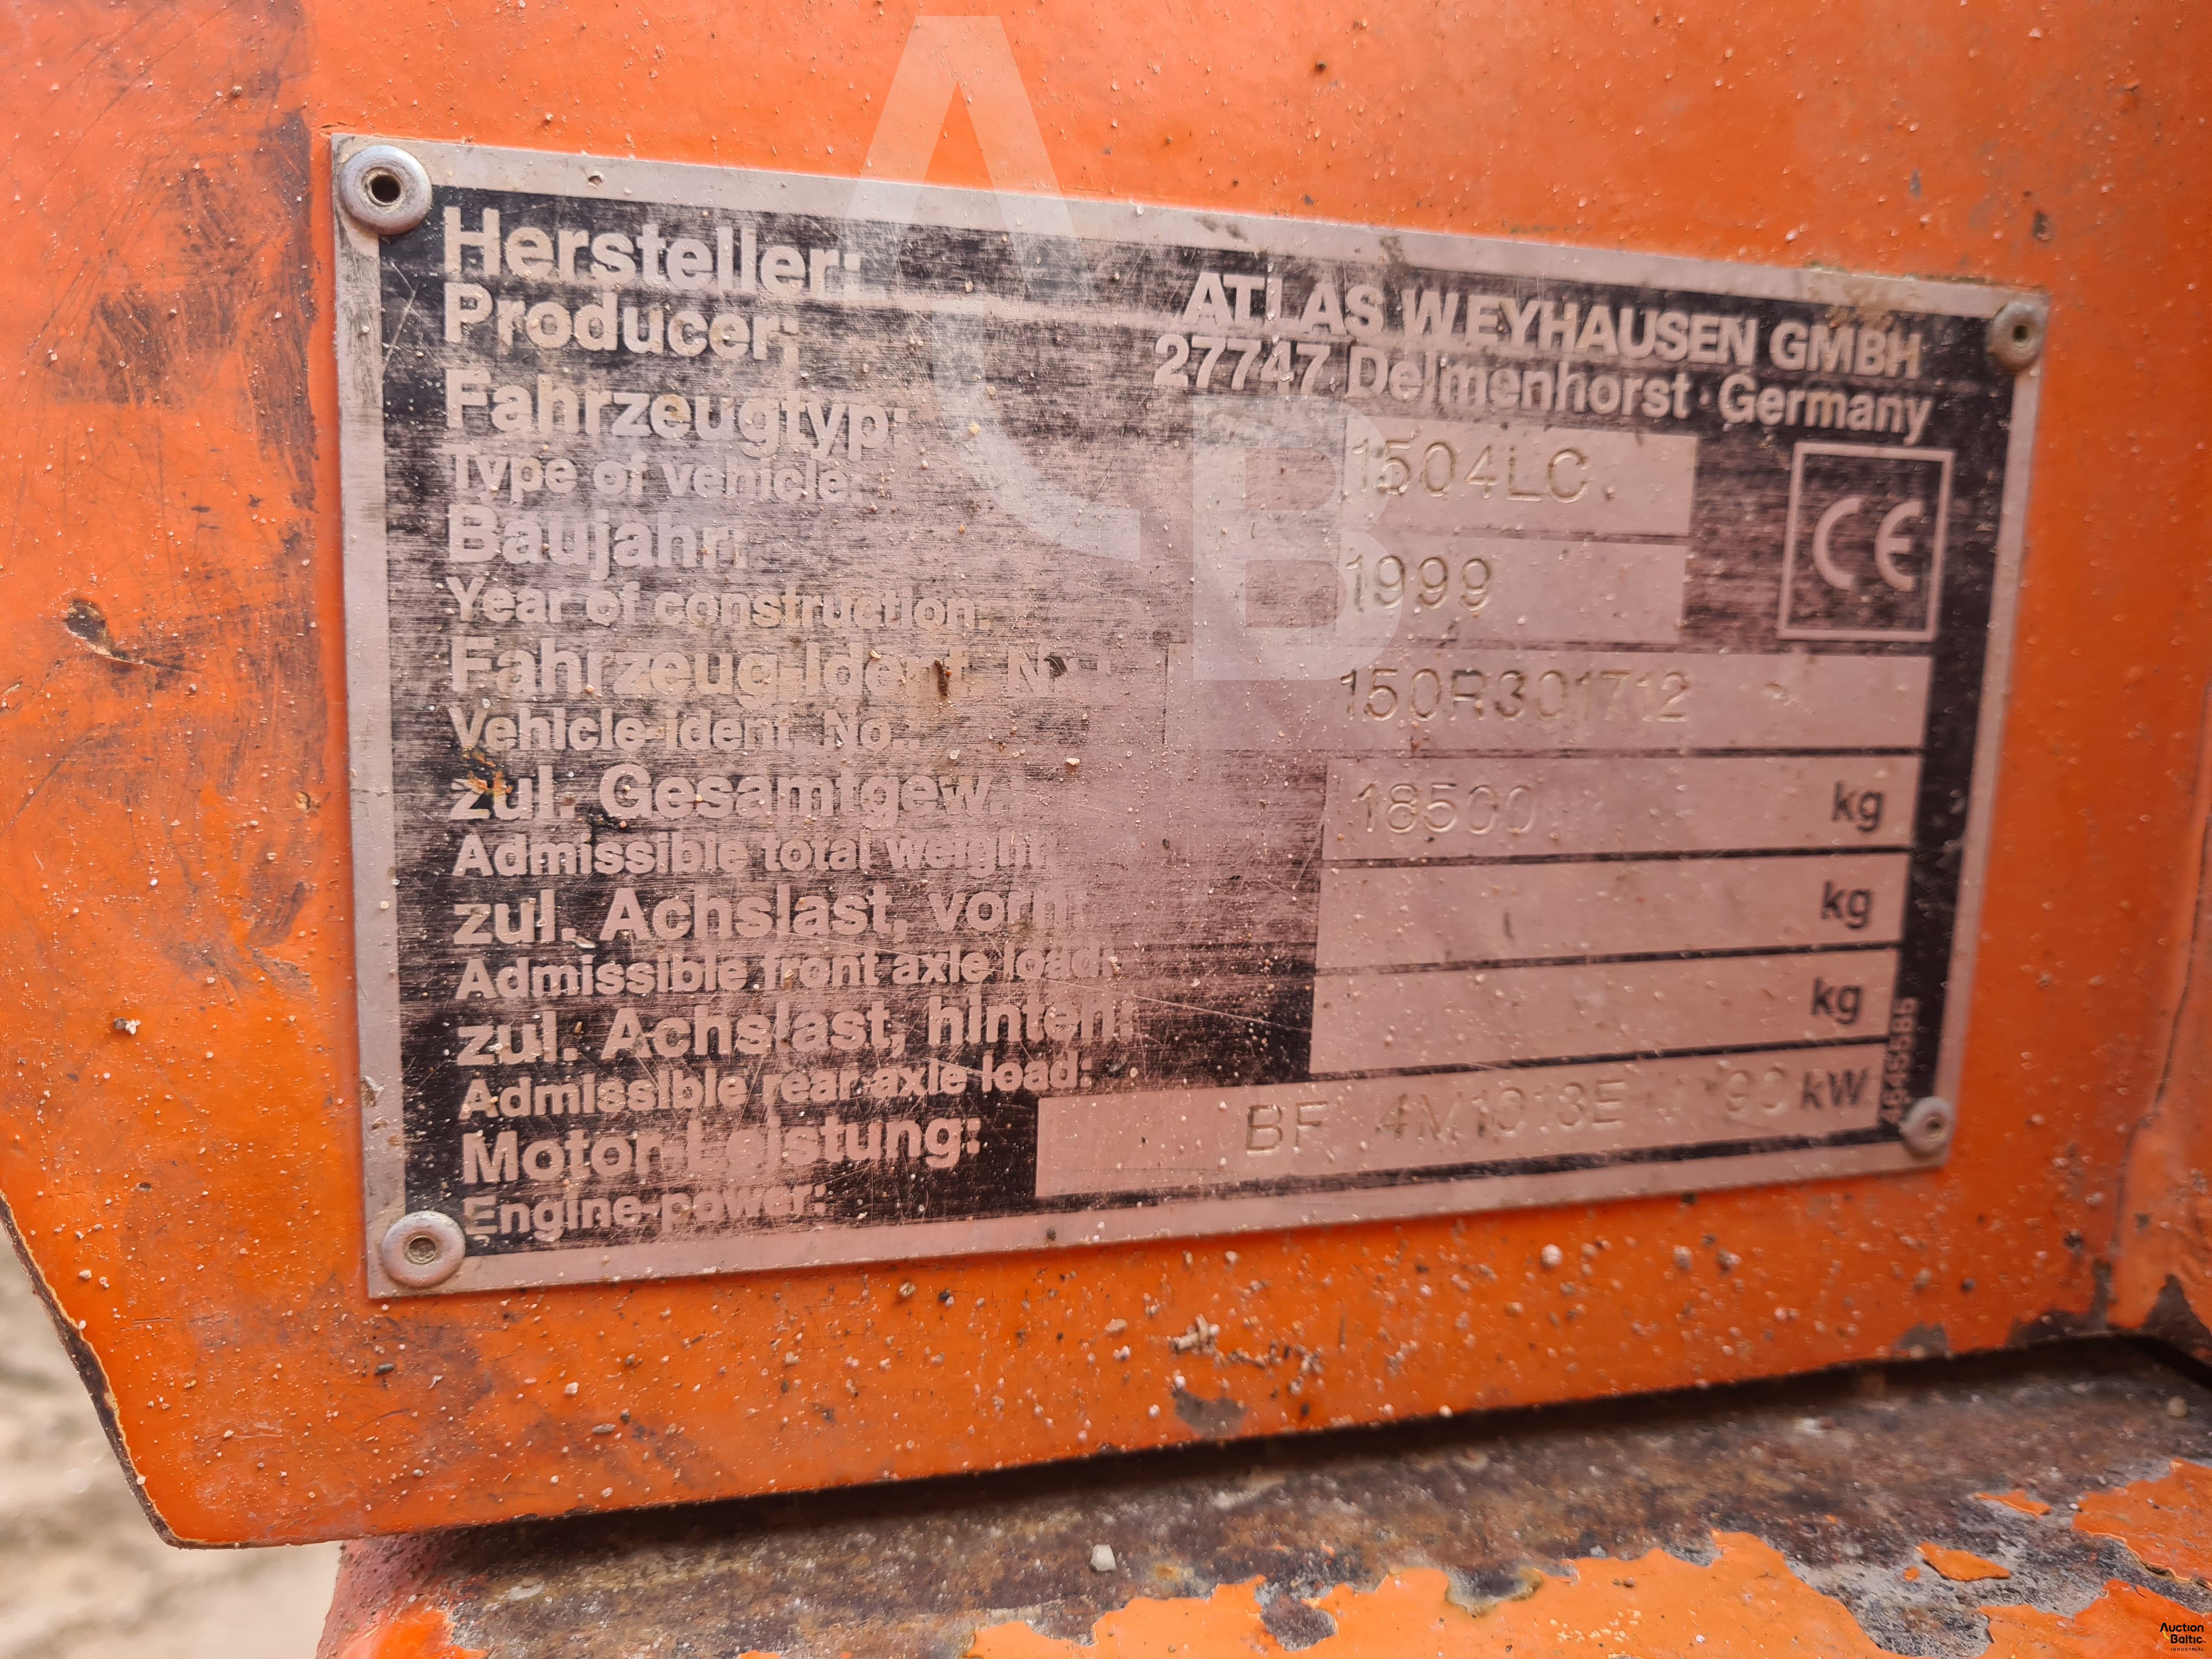 Hersteller:
Producer:
ATLAS WEYHAUSEN GMBH
27747 Delmenhorst · Germany
Fahrzeugtyp:
Type of vehicle:
1504LC.
CE
Baujahr:
Year of construction:
1999
Fahrzeug-Ident. Nr.:
Vehicle-ident. No.:
150R301712
zul. Gesamtgew.
Admissible total weight:
18500 kg
zul. Achslast, vorn:
Admissible front axle load:
kg
zul. Achslast, hinten:
Admissible rear axle load:
kg
Motor-Leistung:
Engine-power:
BF 4M1013E 90 kW
Auction
Baltic
INDUSTRIAL